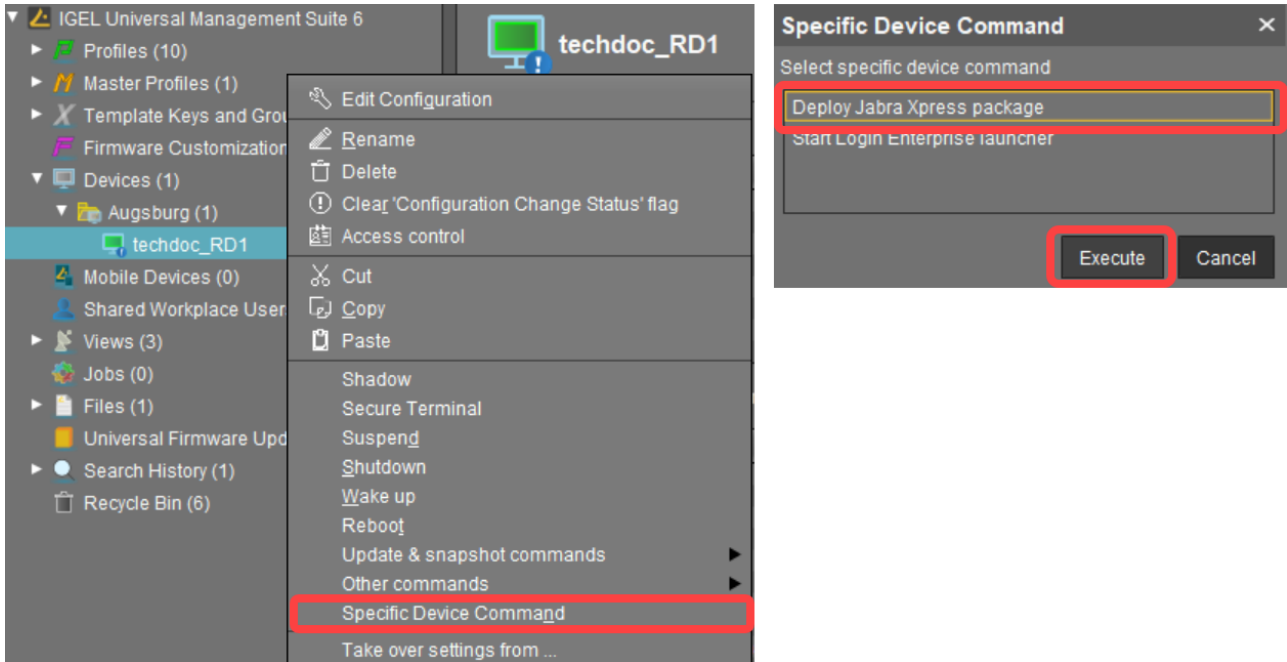 IGEL Universal Management Suite 6
Profiles (10)
Master Profiles (1)
Template Keys and Grou
Firmware Customization
Devices (1)
Augsburg (1)
techdoc_RD1
Mobile Devices (0)
Shared Workplace User
Views (3)
Jobs (0)
Files (1)
Universal Firmware Upd
Search History (1)
Recycle Bin (6)
techdoc_RD1
Edit Configuration
Rename
Delete
Clear 'Configuration Change Status' flag
Access control
Cut
Copy
Paste
Shadow
Secure Terminal
Suspend
Shutdown
Wake up
Reboot
Update & snapshot commands
Other commands
Specific Device Command
Take over settings from ...
Specific Device Command
Select specific device command
Deploy Jabra Xpress package
Start Login Enterprise launcher
Execute
Cancel